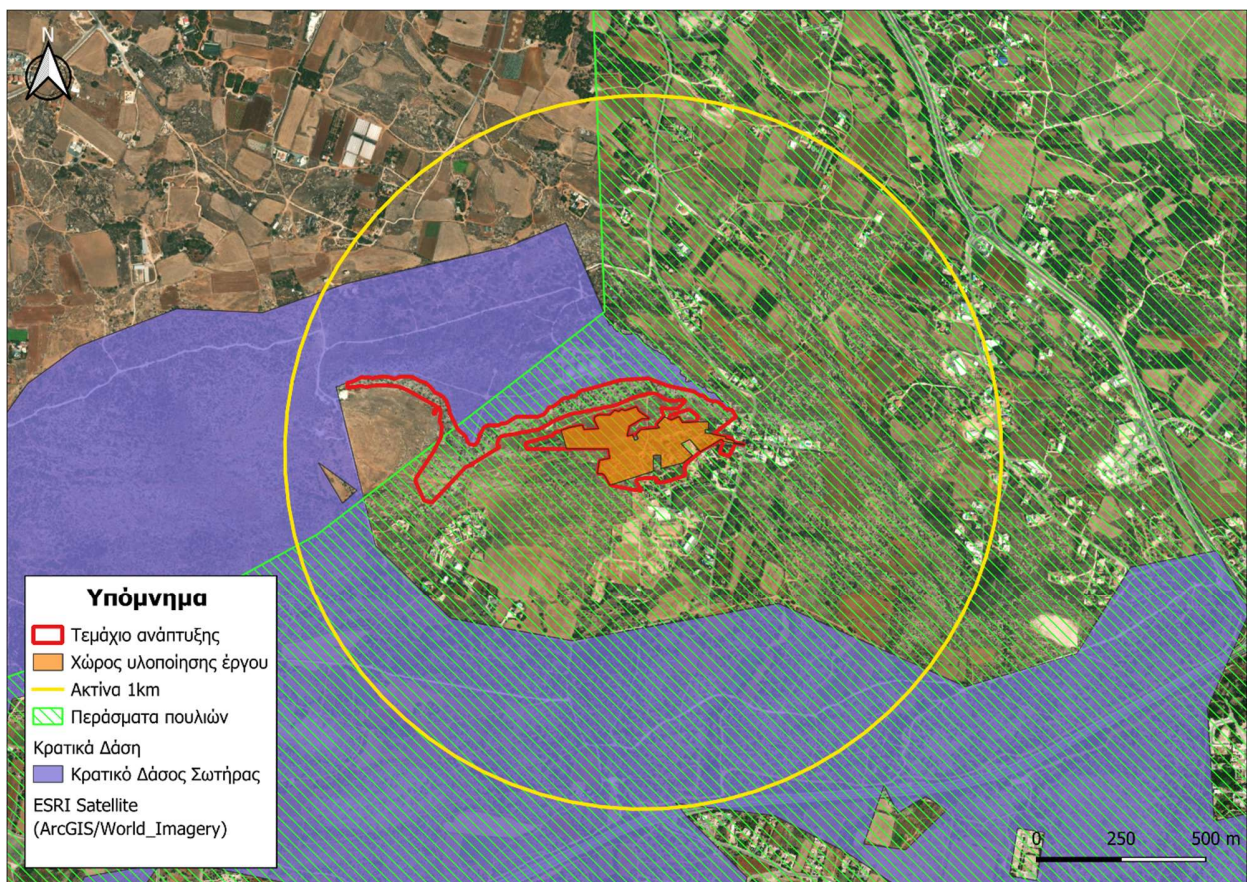 N
Υπόμνημα
Τεμάχιο ανάπτυξης
Χώρος υλοποίησης έργου
Ακτίνα 1km
Περάσματα πουλιών
Κρατικά Δάση
Κρατικό Δάσος Σωτήρας
ESRI Satellite
(ArcGIS/World_Imagery)
0 250 500 m